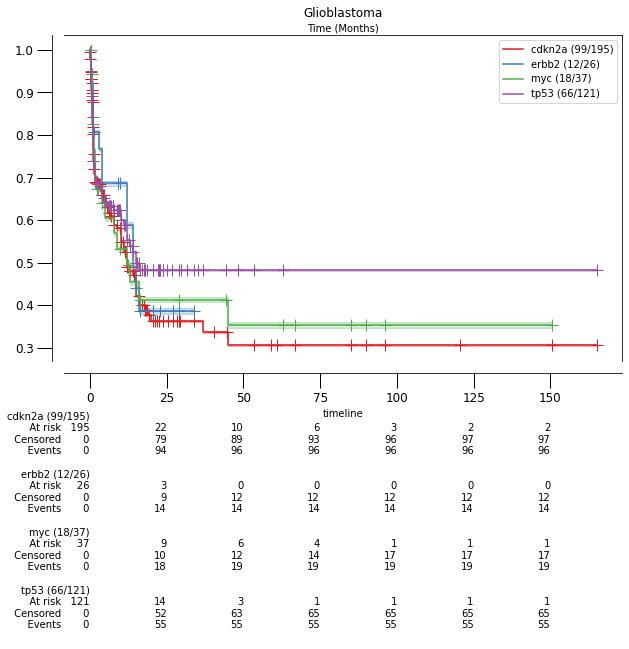 Glioblastoma
Time (Months)
cdkn2a (99/195)
erbb2 (12/26)
myc (18/37)
tp53 (66/121)
1.0
0.9
0.8
0.7
0.6
0.5
0.4
0.3
0 25 50 75 100 125 150
timeline
cdkn2a (99/195)
At risk 195 22 10 6 3 2 2
Censored 0 79 89 93 96 97 97
Events 0 94 96 96 96 96 96
erbb2 (12/26)
At risk 26 3 0 0 0 0 0
Censored 0 9 12 12 12 12 12
Events 0 14 14 14 14 14 14
myc (18/37)
At risk 37 9 6 4 1 1 1
Censored 0 10 12 14 17 17 17
Events 0 18 19 19 19 19 19
tp53 (66/121)
At risk 121 14 3 1 1 1 1
Censored 0 52 63 65 65 65 65
Events 0 55 55 55 55 55 55